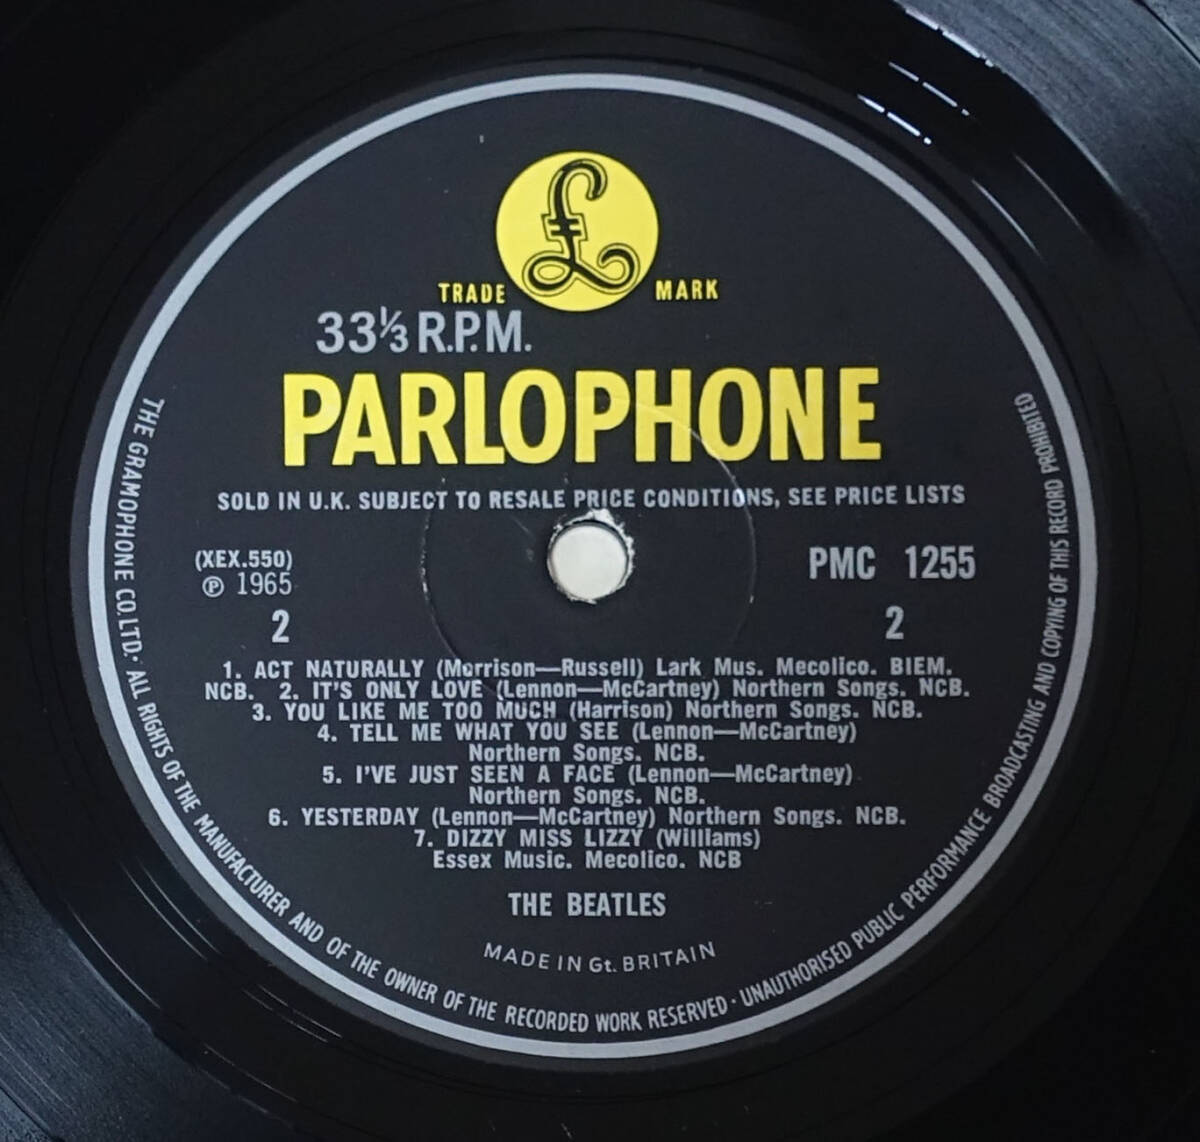 £
TRADE MARK
33⅓ R.P.M.
PARLOPHONE
SOLD IN U.K. SUBJECT TO RESALE PRICE CONDITIONS, SEE PRICE LISTS
(XEX.550) PMC 1255
℗ 1965
2 2
1. ACT NATURALLY (Morrison—Russell) Lark Mus. Mecolico. BIEM.
NCB. 2. IT'S ONLY LOVE (Lennon—McCartney) Northern Songs. NCB.
3. YOU LIKE ME TOO MUCH (Harrison) Northern Songs. NCB.
4. TELL ME WHAT YOU SEE (Lennon—McCartney)
Northern Songs. NCB.
5. I'VE JUST SEEN A FACE (Lennon—McCartney)
Northern Songs. NCB.
6. YESTERDAY (Lennon—McCartney) Northern Songs. NCB.
7. DIZZY MISS LIZZY (Williams)
Essex Music. Mecolico. NCB
THE BEATLES
MADE IN Gt. BRITAIN
THE GRAMOPHONE CO. LTD. · ALL RIGHTS OF THE MANUFACTURER AND OF THE OWNER OF THE RECORDED WORK RESERVED · UNAUTHORISED PUBLIC PERFORMANCE BROADCASTING AND COPYING OF THIS RECORD PROHIBITED